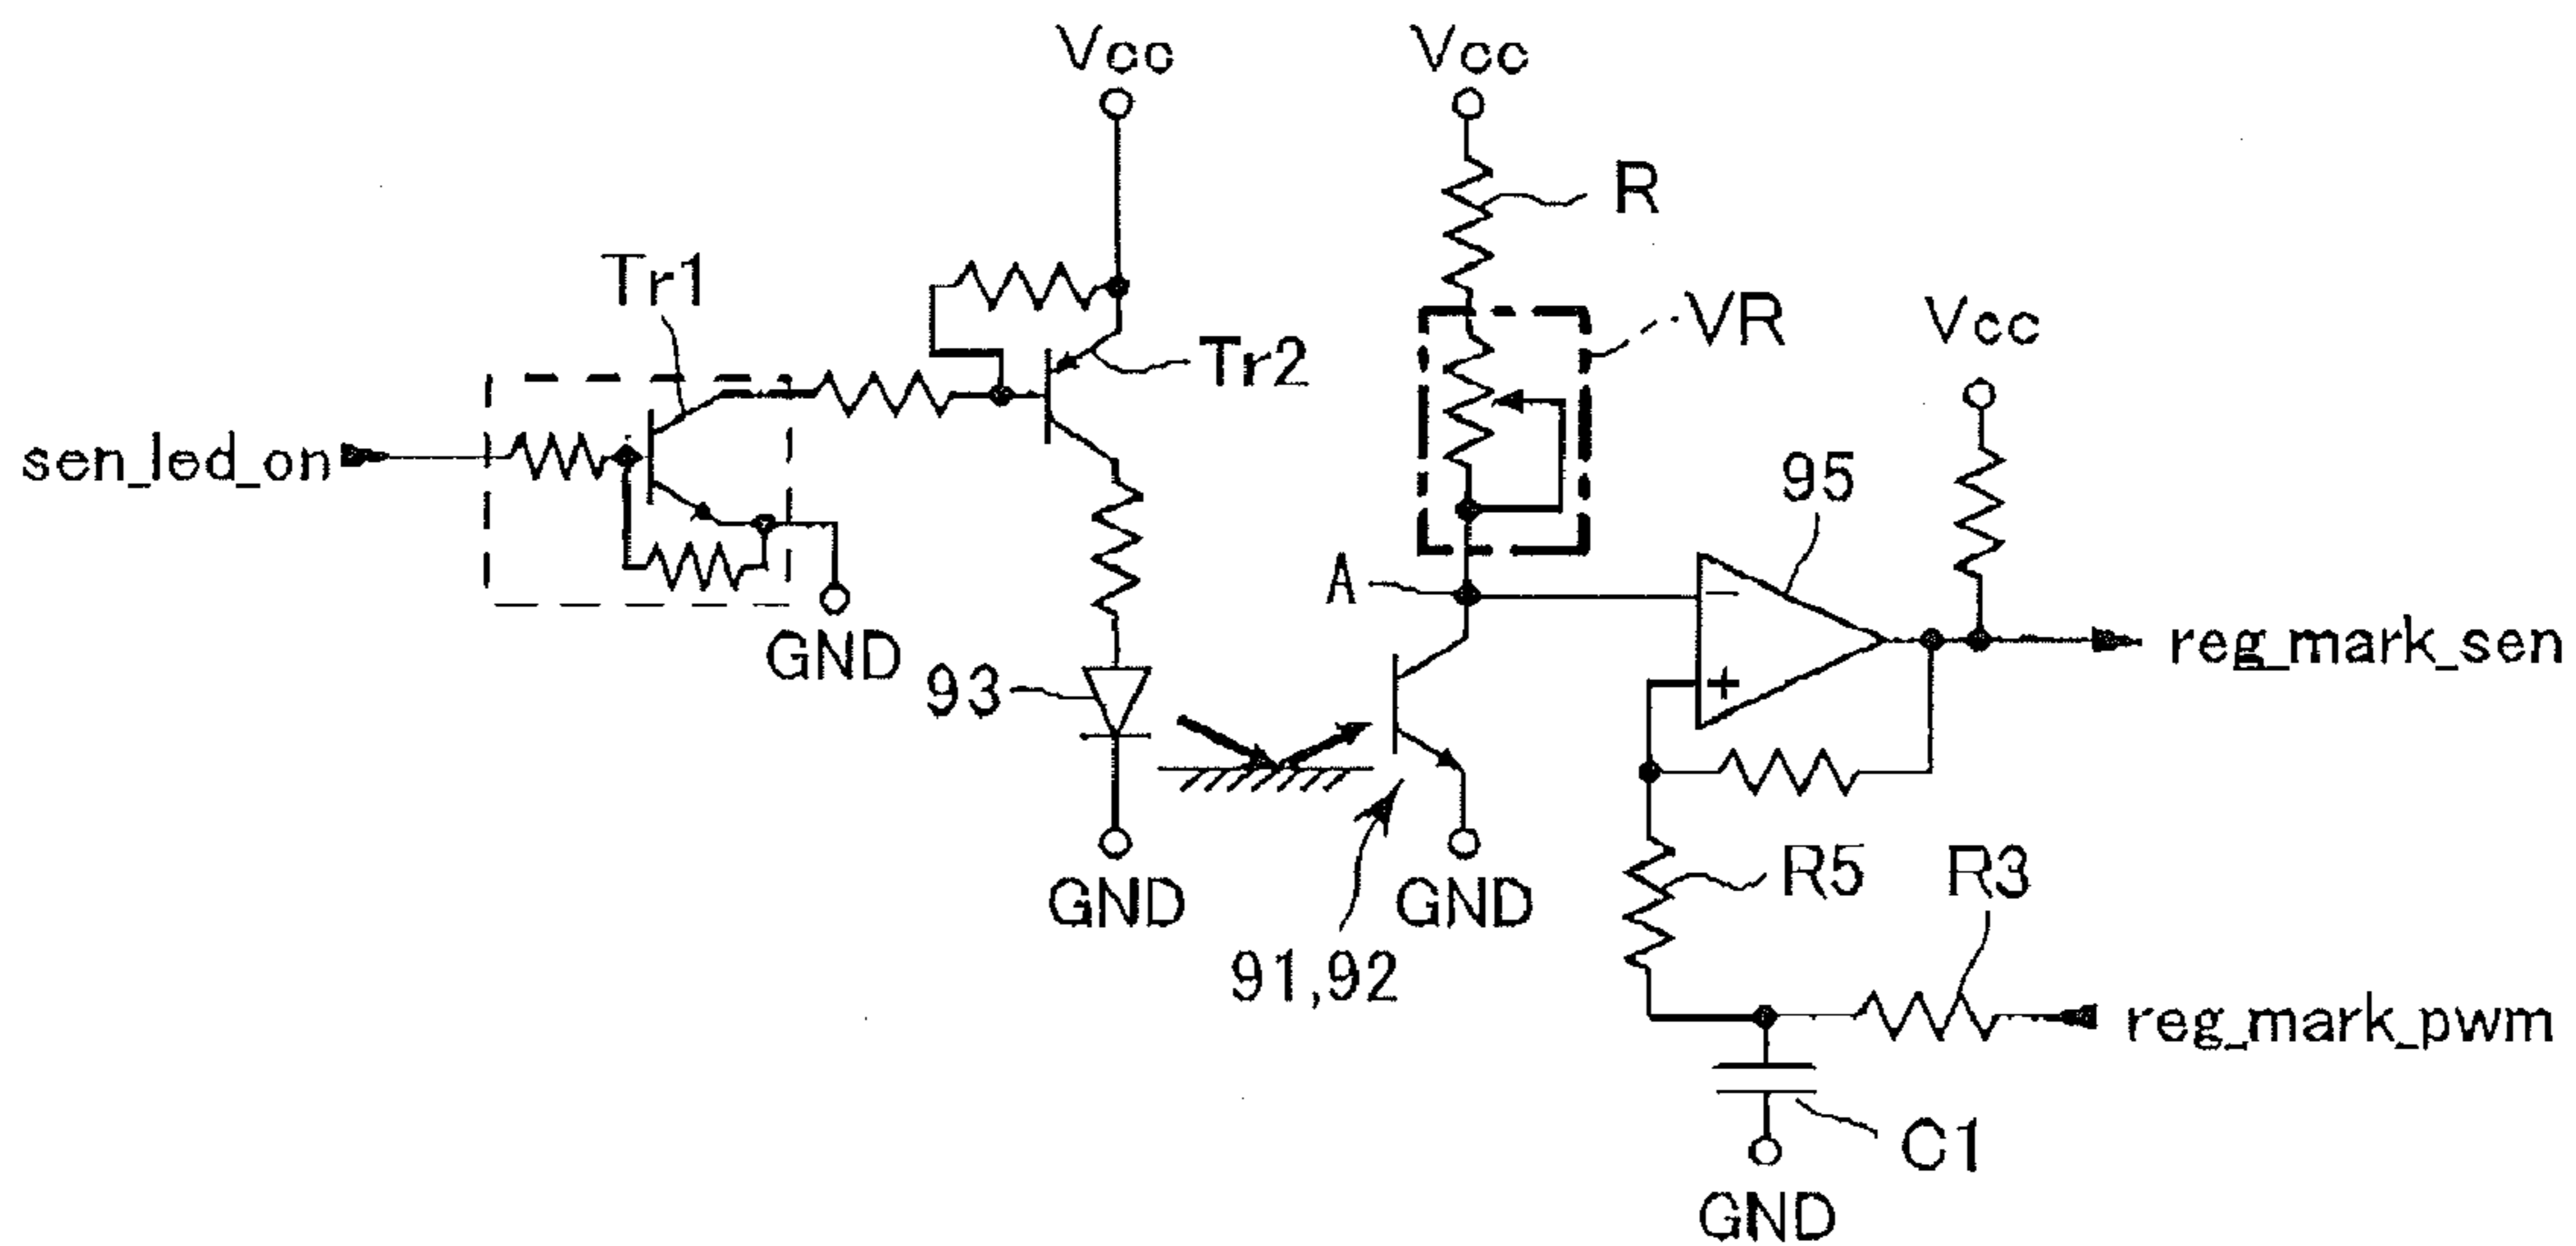 Vcc
Vcc
R
Tr1
VR
Vcc
Tr2
sen_led_on
95
A
GND
reg_mark_sen
93
−
+
GND
GND
R5
R3
91,92
reg_mark_pwm
C1
GND